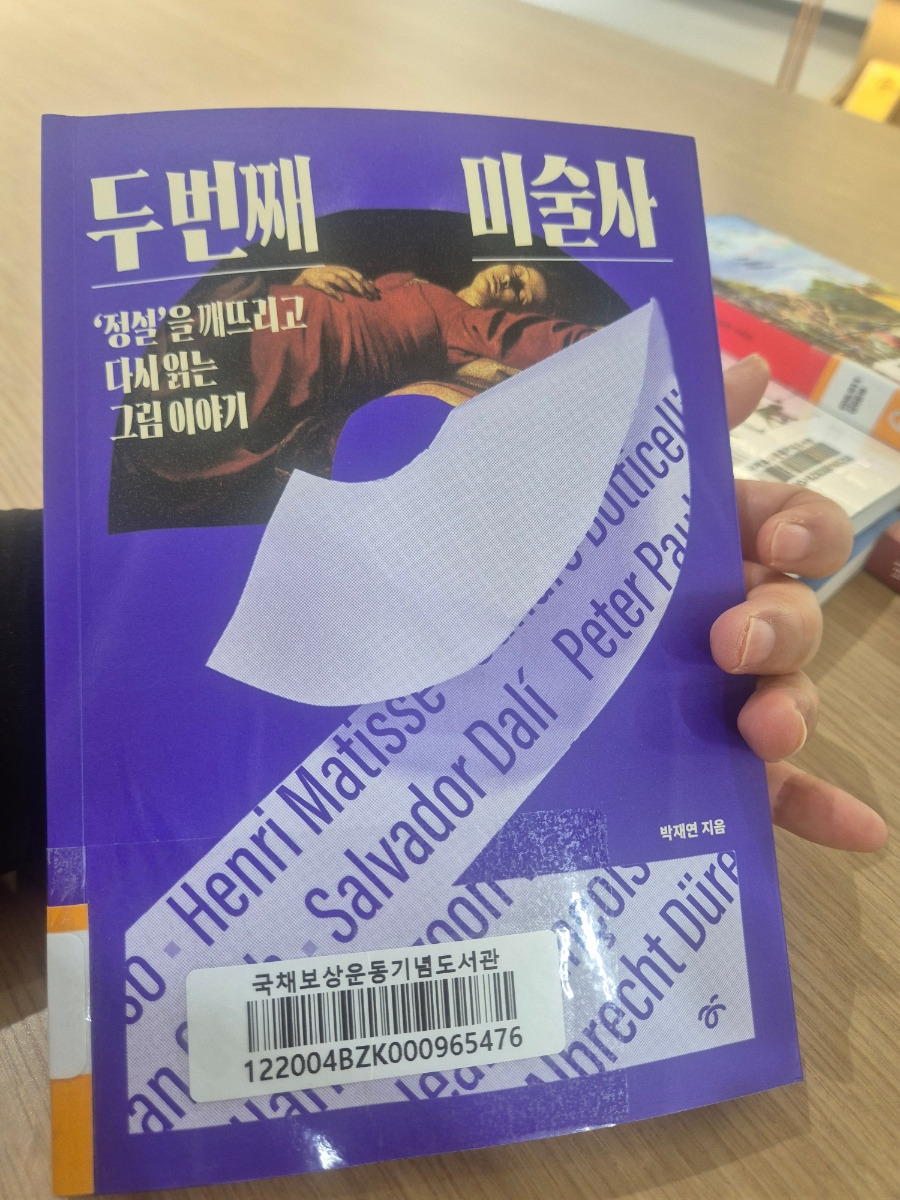 두 번째 미술사
‘정설’을 깨뜨리고
다시 읽는
그림 이야기
Botticelli
Henri Matisse
Salvador Dalí
Peter
박재연 지음
Albrecht
국채보상운동기념도서관
122004BZK000965476